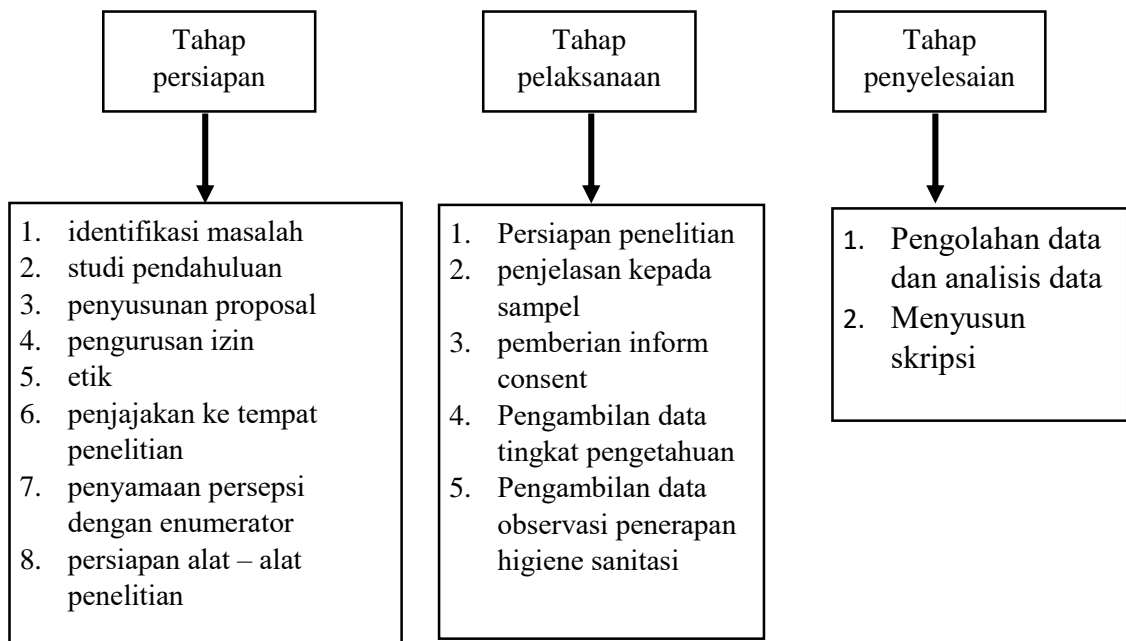 Tahap
persiapan
1. identifikasi masalah
2. studi pendahuluan
3. penyusunan proposal
4. pengurusan izin
5. etik
6. penjajakan ke tempat
penelitian
7. penyamaan persepsi
dengan enumerator
8. persiapan alat – alat
penelitian
Tahap
pelaksanaan
1. Persiapan penelitian
2. penjelasan kepada
sampel
3. pemberian inform
consent
4. Pengambilan data
tingkat pengetahuan
5. Pengambilan data
observasi penerapan
higiene sanitasi
Tahap
penyelesaian
1. Pengolahan data
dan analisis data
2. Menyusun
skripsi